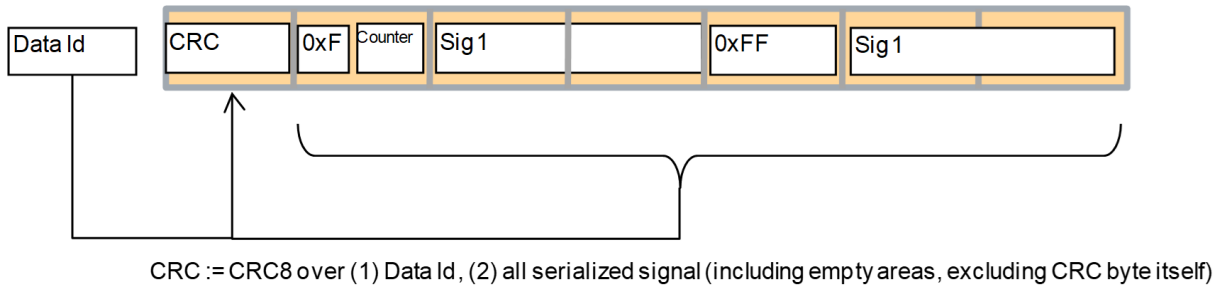 Data Id
CRC
0xF
Counter
Sig1
0xFF
Sig1
CRC := CRC8 over (1) Data Id, (2) all serialized signal (including empty areas, excluding CRC byte itself)